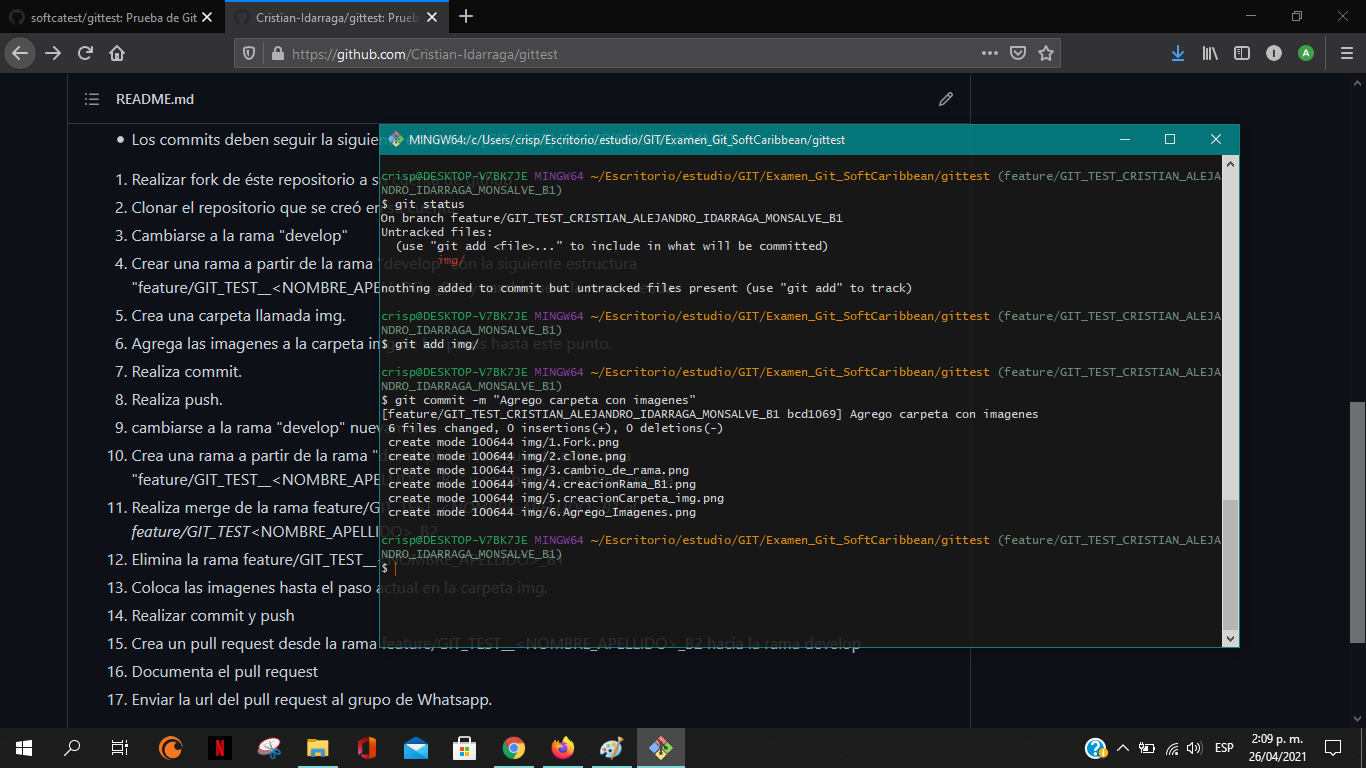 softcatest/gittest: Prueba de Git
Cristian-Idarraga/gittest: Prueb
https://github.com/Cristian-Idarraga/gittest
README.md
Los commits deben seguir la siguien
1. Realizar fork de éste repositorio a s
2. Clonar el repositorio que se creó en
3. Cambiarse a la rama "develop"
4. Crear una rama a partir de la rama "develop" con la siguiente estructura
"feature/GIT_TEST__<NOMBRE_APE
5. Crea una carpeta llamada img.
6. Agrega las imagenes a la carpeta img hasta este punto.
7. Realiza commit.
8. Realiza push.
9. cambiarse a la rama "develop" nuev
10. Crea una rama a partir de la rama "
"feature/GIT_TEST__<NOMBRE_APE
11. Realiza merge de la rama feature/G
feature/GIT_TEST<NOMBRE_APELLIDO>_B2
12. Elimina la rama feature/GIT_TEST__<NOMBRE_APELLIDO>_B1
13. Coloca las imagenes hasta el paso actual en la carpeta img.
14. Realizar commit y push
15. Crea un pull request desde la rama feature/GIT_TEST__<NOMBRE_APELLIDO>_B2 hacia la rama develop
16. Documenta el pull request
17. Enviar la url del pull request al grupo de Whatsapp.
MINGW64:/c/Users/crisp/Escritorio/estudio/GIT/Examen_Git_SoftCaribbean/gittest
crisp@DESKTOP-V7BK7JE MINGW64 ~/Escritorio/estudio/GIT/Examen_Git_SoftCaribbean/gittest (feature/GIT_TEST_CRISTIAN_ALEJA
NDRO_IDARRAGA_MONSALVE_B1)
$ git status
On branch feature/GIT_TEST_CRISTIAN_ALEJANDRO_IDARRAGA_MONSALVE_B1
Untracked files:
(use "git add <file>..." to include in what will be committed)
img/
nothing added to commit but untracked files present (use "git add" to track)
crisp@DESKTOP-V7BK7JE MINGW64 ~/Escritorio/estudio/GIT/Examen_Git_SoftCaribbean/gittest (feature/GIT_TEST_CRISTIAN_ALEJA
NDRO_IDARRAGA_MONSALVE_B1)
$ git add img/
crisp@DESKTOP-V7BK7JE MINGW64 ~/Escritorio/estudio/GIT/Examen_Git_SoftCaribbean/gittest (feature/GIT_TEST_CRISTIAN_ALEJA
NDRO_IDARRAGA_MONSALVE_B1)
$ git commit -m "Agrego carpeta con imagenes"
[feature/GIT_TEST_CRISTIAN_ALEJANDRO_IDARRAGA_MONSALVE_B1 bcd1069] Agrego carpeta con imagenes
6 files changed, 0 insertions(+), 0 deletions(-)
create mode 100644 img/1.Fork.png
create mode 100644 img/2.clone.png
create mode 100644 img/3.cambio_de_rama.png
create mode 100644 img/4.creacionRama_B1.png
create mode 100644 img/5.creacionCarpeta_img.png
create mode 100644 img/6.Agrego_Imagenes.png
crisp@DESKTOP-V7BK7JE MINGW64 ~/Escritorio/estudio/GIT/Examen_Git_SoftCaribbean/gittest (feature/GIT_TEST_CRISTIAN_ALEJA
NDRO_IDARRAGA_MONSALVE_B1)
$
ESP
2:09 p. m.
26/04/2021